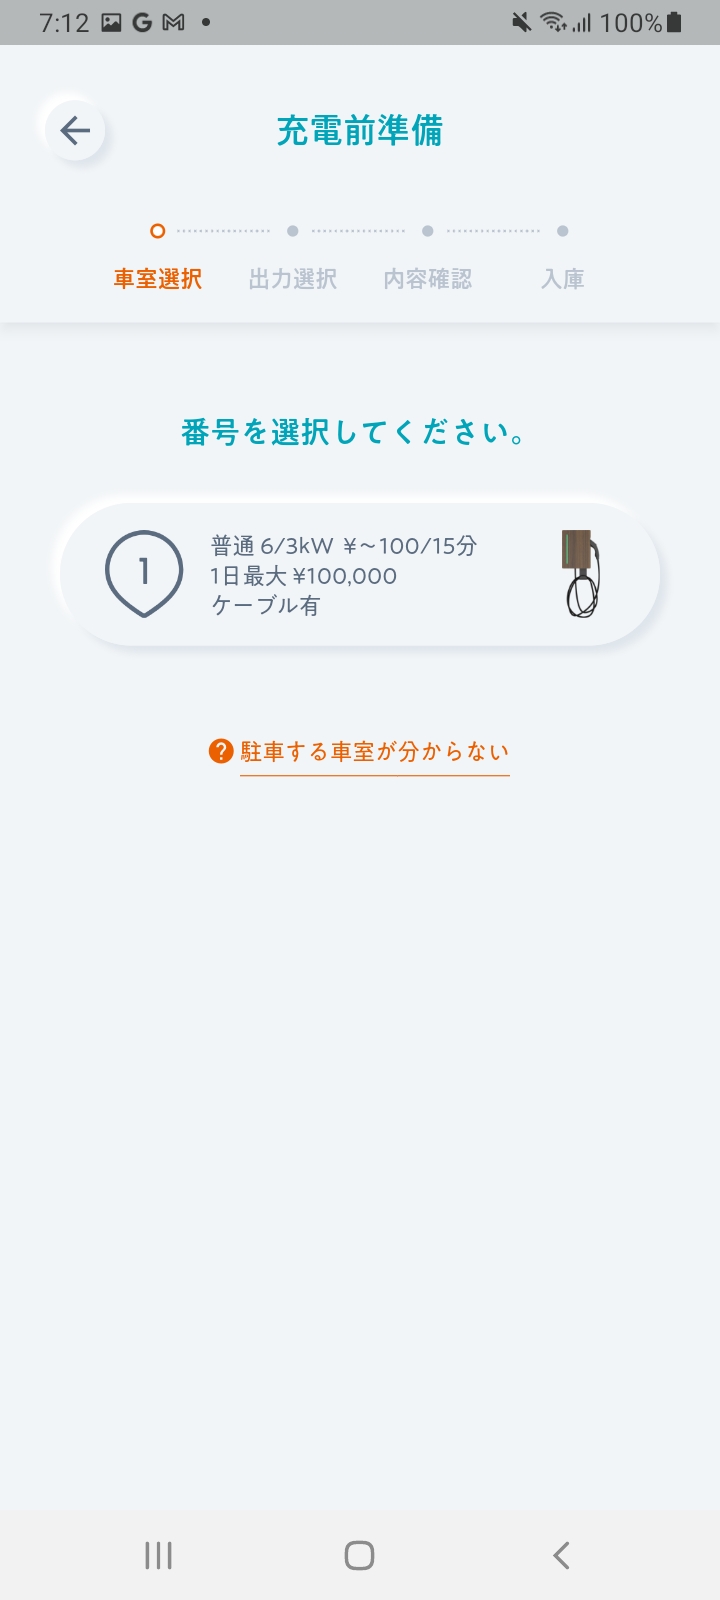 7:12 100%
充電前準備
車室選択 出力選択 内容確認 入庫
番号を選択してください。
1
普通 6/3kW ¥~100/15分
1日最大 ¥100,000
ケーブル有
? 駐車する車室が分からない